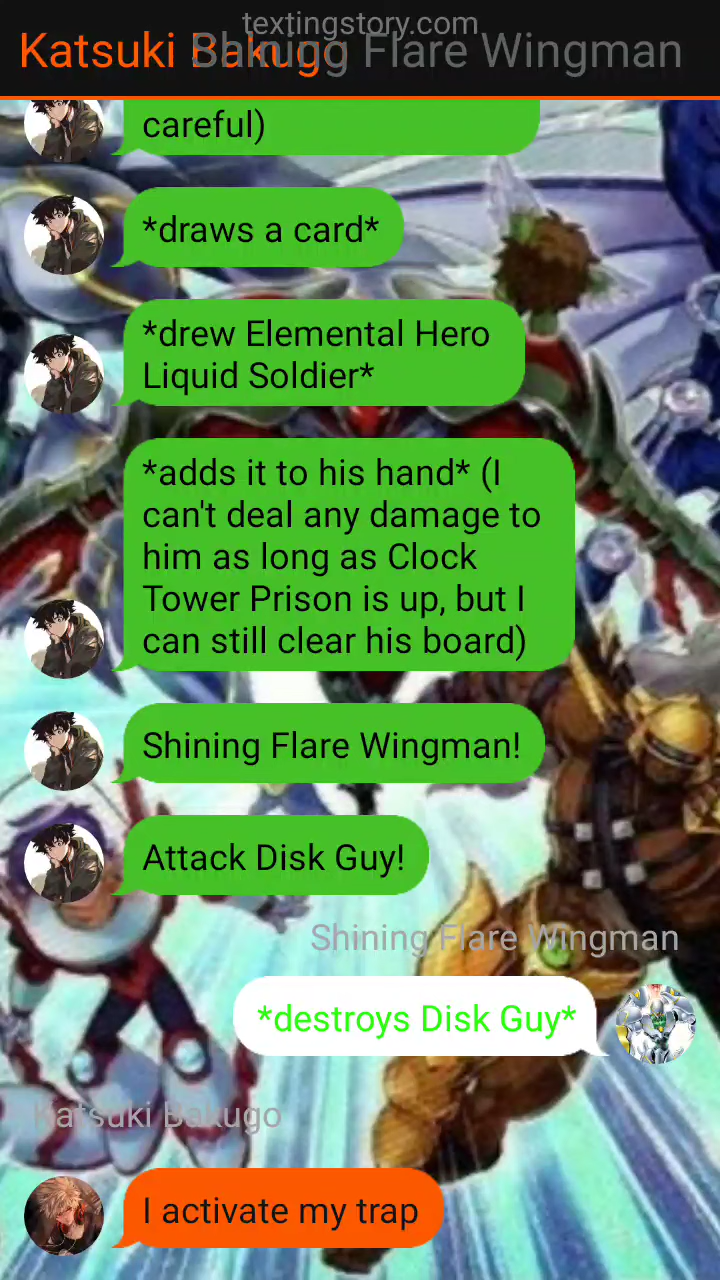 textingstory.com
Katsuki Bakugo Shining Flare Wingman
careful)
*draws a card*
*drew Elemental Hero
Liquid Soldier*
*adds it to his hand* (I
can't deal any damage to
him as long as Clock
Tower Prison is up, but I
can still clear his board)
Shining Flare Wingman!
Attack Disk Guy!
Shining Flare Wingman
*destroys Disk Guy*
Katsuki Bakugo
I activate my trap